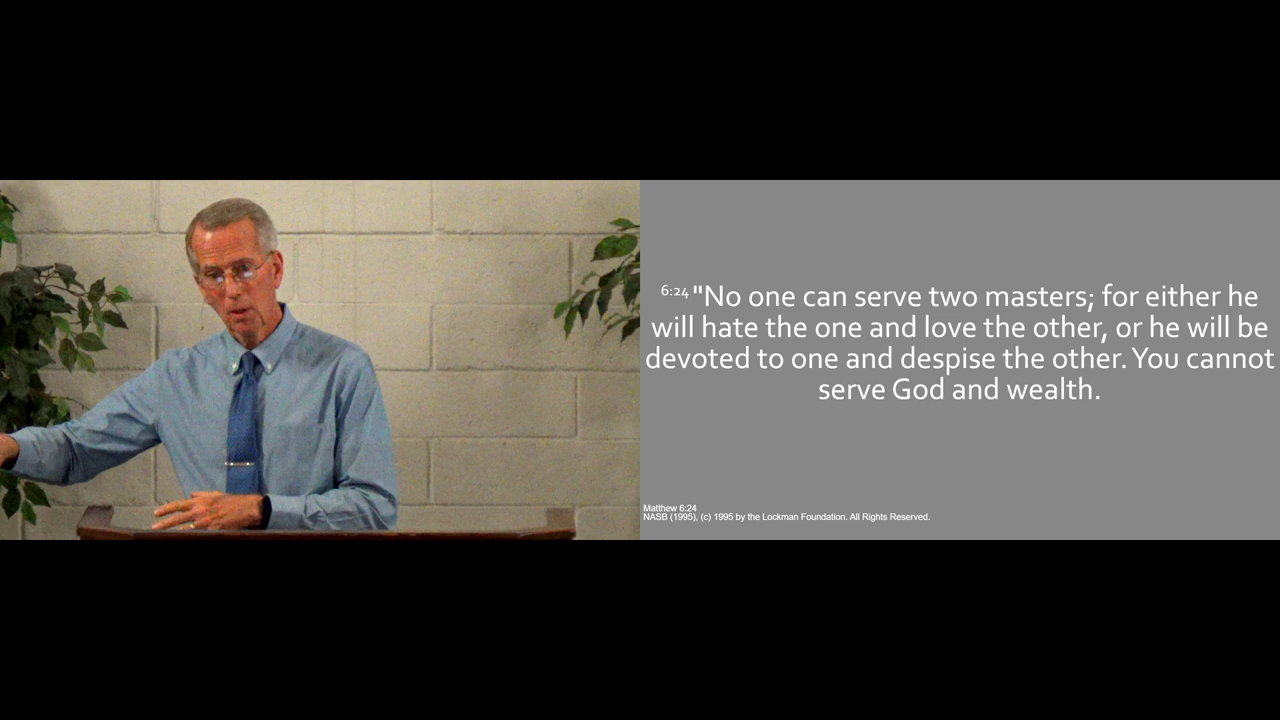 6:24 "No one can serve two masters; for either he
will hate the one and love the other, or he will be
devoted to one and despise the other. You cannot
serve God and wealth.
Matthew 6:24
NASB (1995), (c) 1995 by the Lockman Foundation. All Rights Reserved.